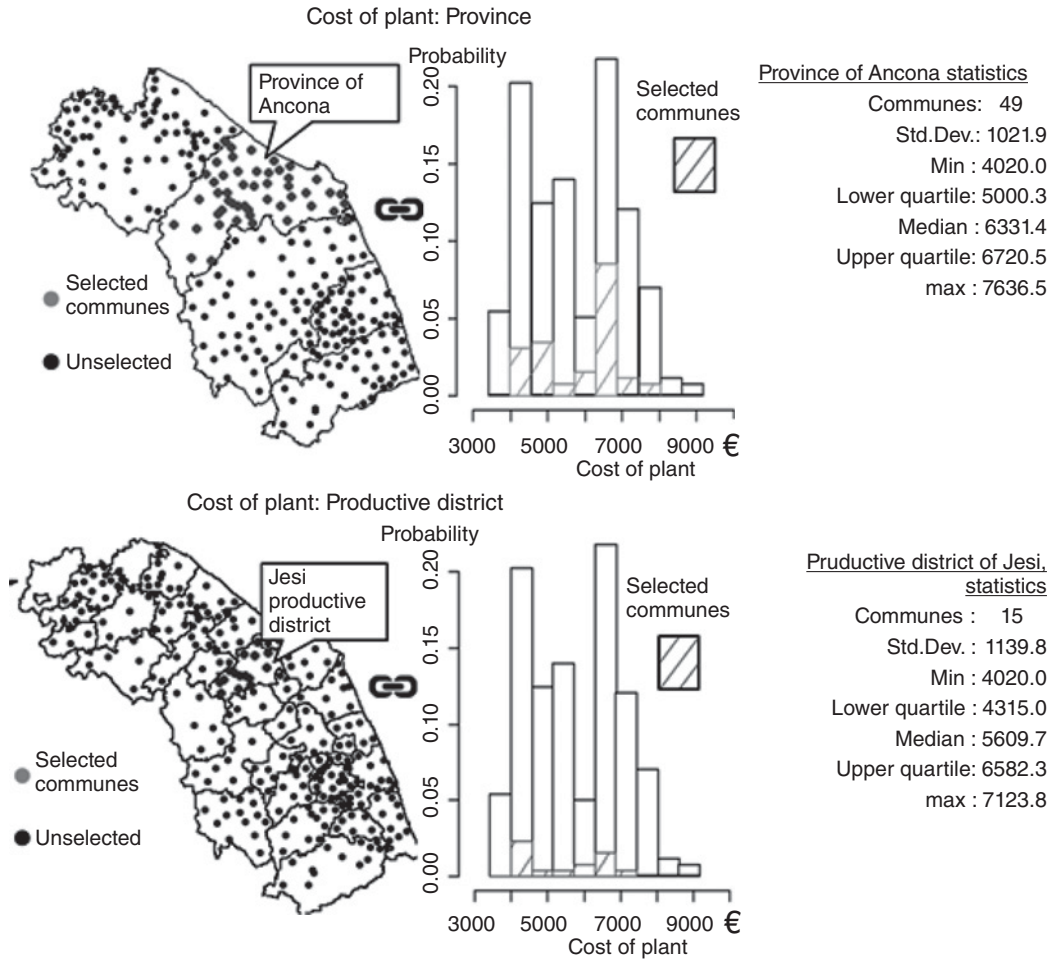 Cost of plant: Province
Probability
Province of
Ancona
Selected
communes
Unselected
0.20
0.15
0.10
0.05
0.00
3000 5000 7000 9000 €
Cost of plant
Selected
communes
Province of Ancona statistics
Communes: 49
Std.Dev.: 1021.9
Min : 4020.0
Lower quartile: 5000.3
Median : 6331.4
Upper quartile: 6720.5
max : 7636.5
Cost of plant: Productive district
Probability
Jesi
productive
district
Selected
communes
Unselected
0.20
0.15
0.10
0.05
0.00
3000 5000 7000 9000 €
Cost of plant
Selected
communes
Pruductive district of Jesi,
statistics
Communes : 15
Std.Dev. : 1139.8
Min : 4020.0
Lower quartile : 4315.0
Median : 5609.7
Upper quartile: 6582.3
max : 7123.8